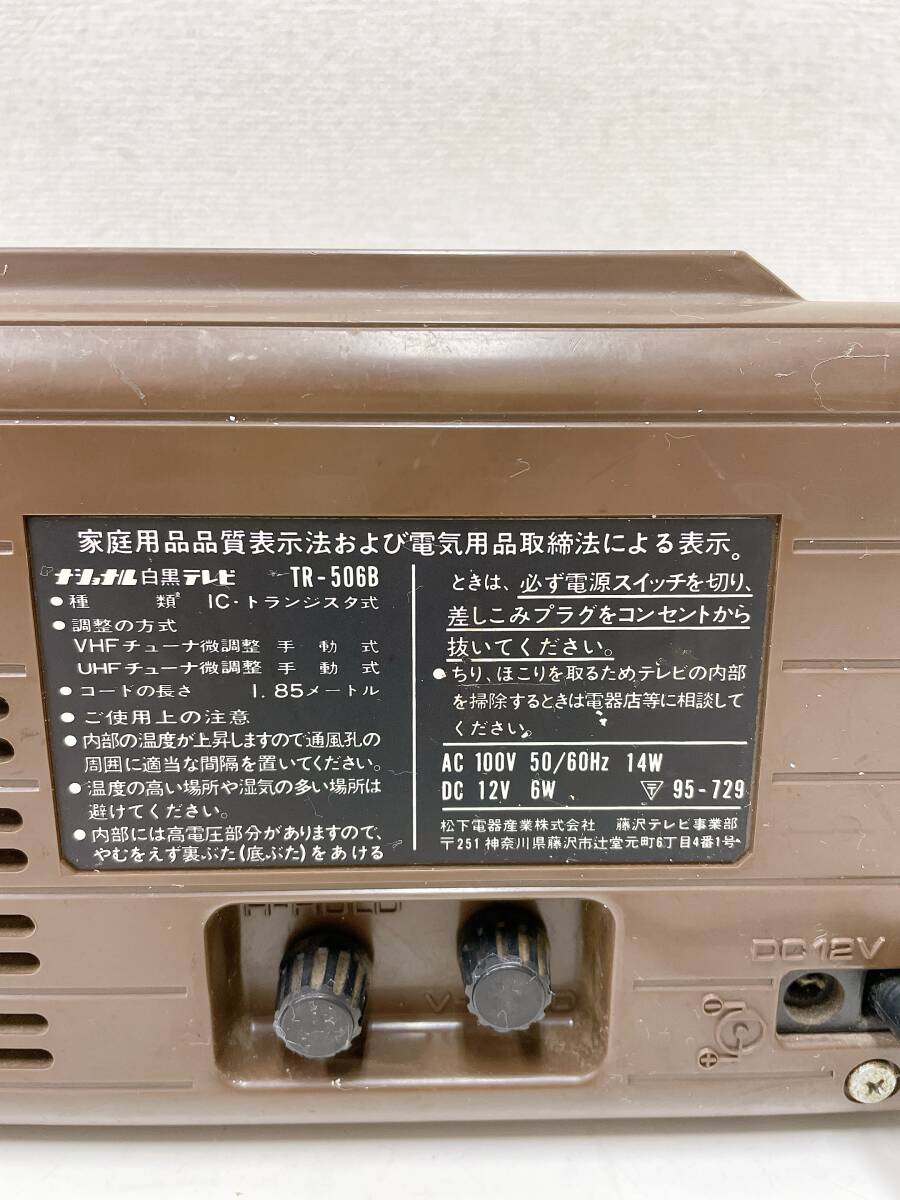 家庭用品品質表示法および電気用品取締法による表示。
ナショナル白黒テレビ TR-506B
●種類 IC・トランジスタ式
●調整の方式
VHFチューナ微調整 手動式
UHFチューナ微調整 手動式
●コードの長さ 1.85メートル
●ご使用上の注意
●内部の温度が上昇しますので通風孔の
周囲に適当な間隔を置いてください。
●温度の高い場所や湿気の多い場所は
避けてください。
●内部には高電圧部分がありますので、
やむをえず裏ぶた(底ぶた)をあける
ときは、必ず電源スイッチを切り、
差しこみプラグをコンセントから
抜いてください。
●ちり、ほこりを取るためテレビの内部
を掃除するときは電器店等に相談して
ください。
AC 100V 50/60Hz 14W
DC 12V 6W 〒 95-729
松下電器産業株式会社 藤沢テレビ事業部
〒251 神奈川県藤沢市辻堂元町6丁目4番1号
DC12V